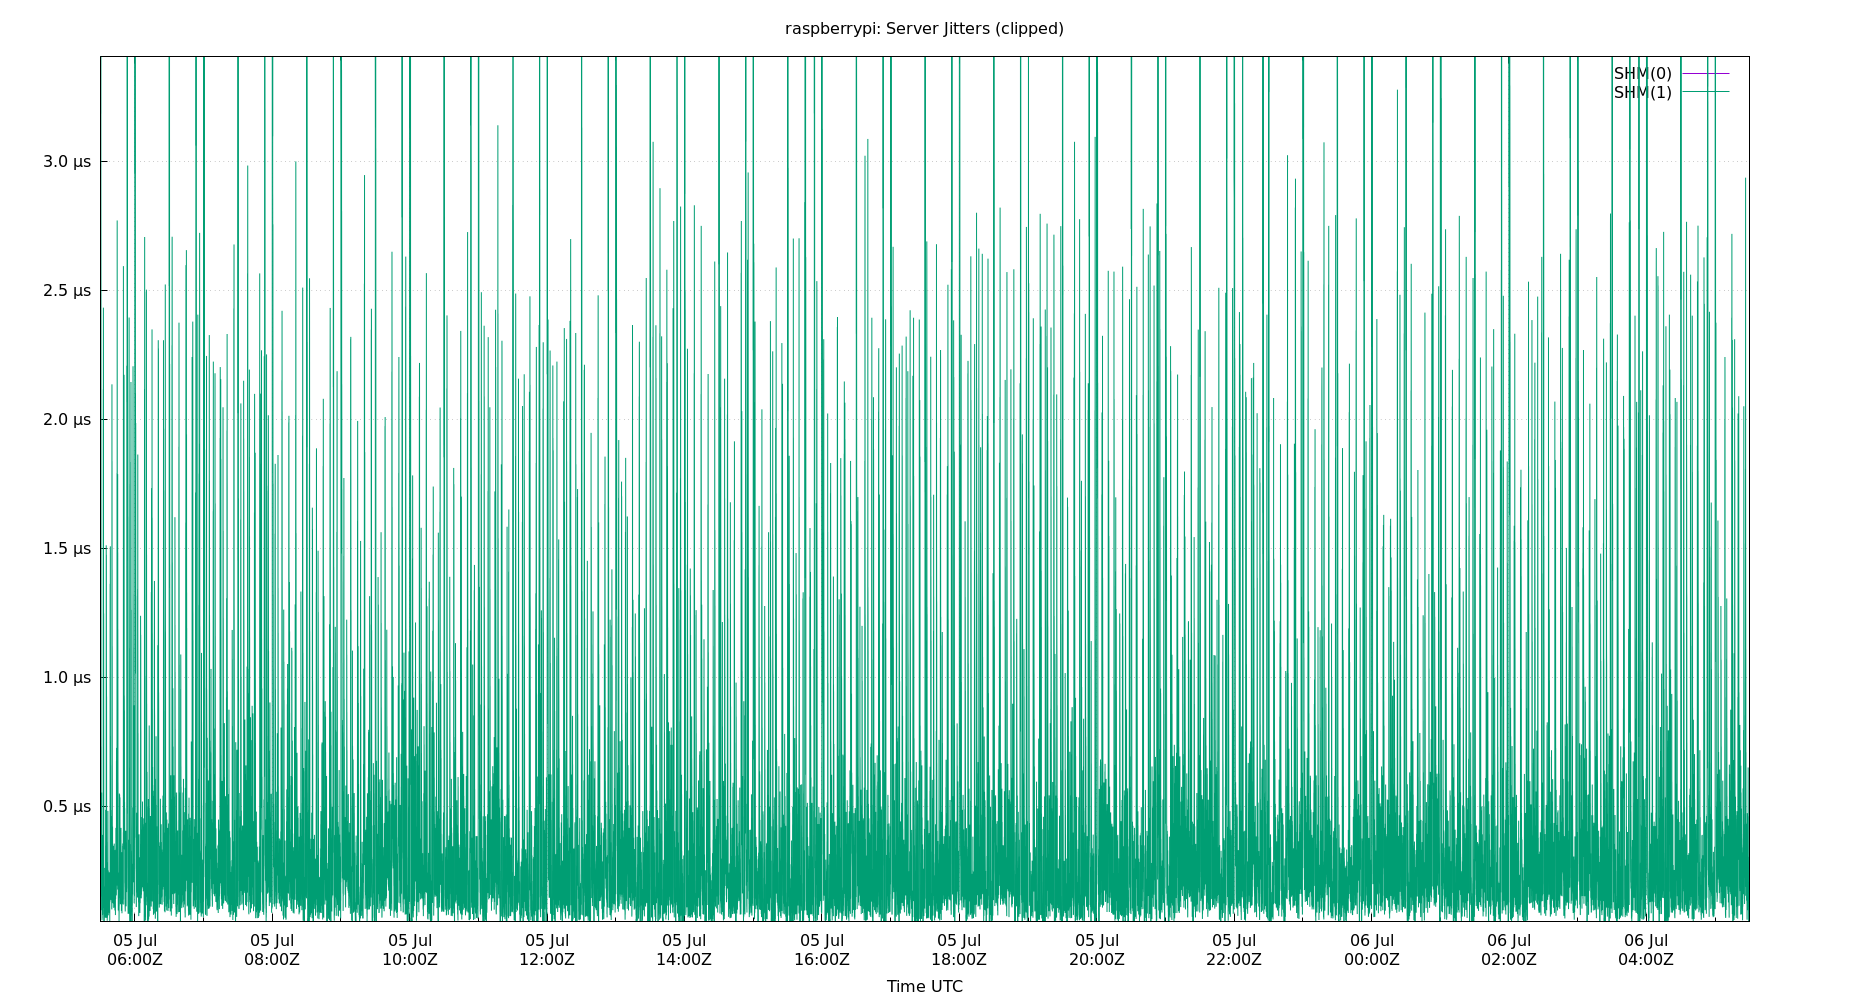 raspberrypi: Server Jitters (clipped)
SHM(0)
SHM(1)
3.0 µs
2.5 µs
2.0 µs
1.5 µs
1.0 µs
0.5 µs
05 Jul 05 Jul 05 Jul 05 Jul 05 Jul 05 Jul 05 Jul 05 Jul 05 Jul 06 Jul 06 Jul 06 Jul
06:00Z 08:00Z 10:00Z 12:00Z 14:00Z 16:00Z 18:00Z 20:00Z 22:00Z 00:00Z 02:00Z 04:00Z
Time UTC